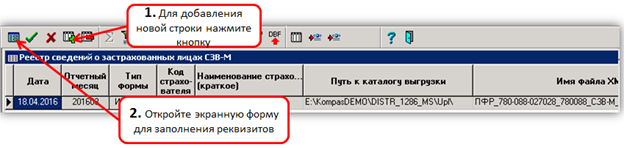 1. Для добавления
новой строки нажмите
кнопку
DBF
Реестр сведений о застрахованных лицах СЗВ-М
Дата
Отчетный
месяц
Тип
формы
Код
страхо-
вателя
Наименование страхо...
(краткое)
Путь к каталогу выгрузки
Имя файла XM
18.04.2016
201603
E:\KompasDEMO\DISTR_1286_MS\Upl\
ПФР_780-088-027028_780088_СЗВ-М_
2. Откройте экранную форму
для заполнения реквизитов